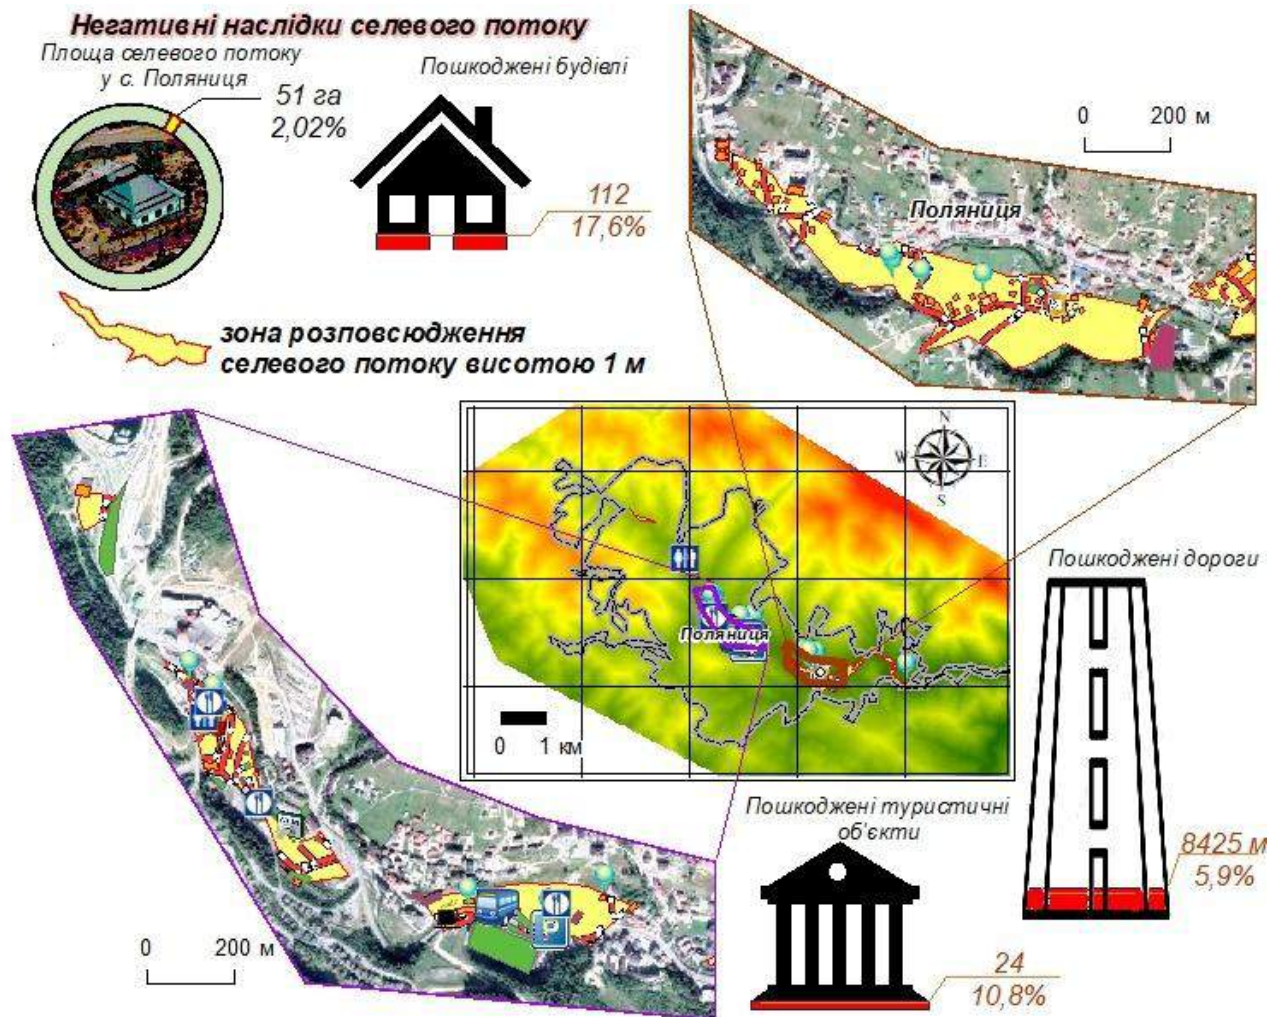 Негативні наслідки селевого потоку
Площа селевого потоку
у с. Поляниця
51 га
2,02%
Пошкоджені будівлі
112
17,6%
0 200 м
Поляниця
зона розповсюдження
селевого потоку висотою 1 м
N
W E
S
Поляниця
0 1 км
Пошкоджені дороги
8425 м
5,9%
Пошкоджені туристичні
об'єкти
24
10,8%
P
0 200 м